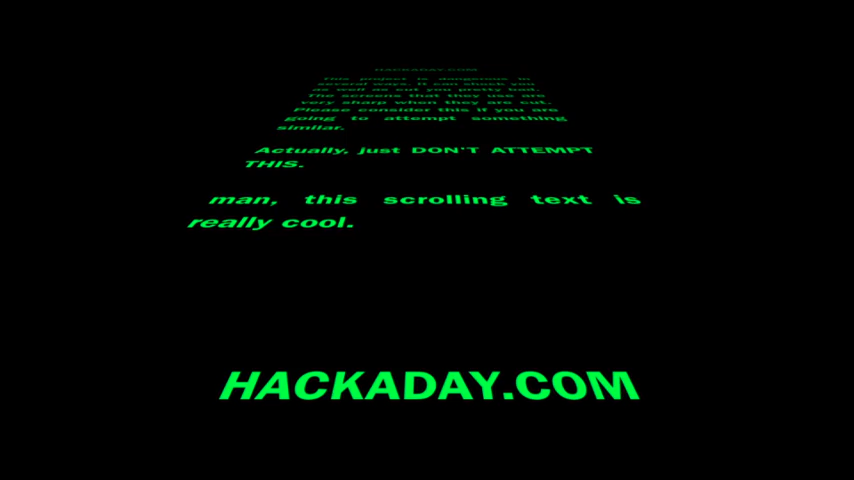 HACKADAY.COM
This project is dangerous in
several ways. It can shock you
as well as cut you pretty bad.
The screens that they use are
very sharp when they are cut.
Please consider this if you are
going to attempt something
similar.
Actually, just DON'T ATTEMPT
THIS.
man, this scrolling text is
really cool.
HACKADAY.COM